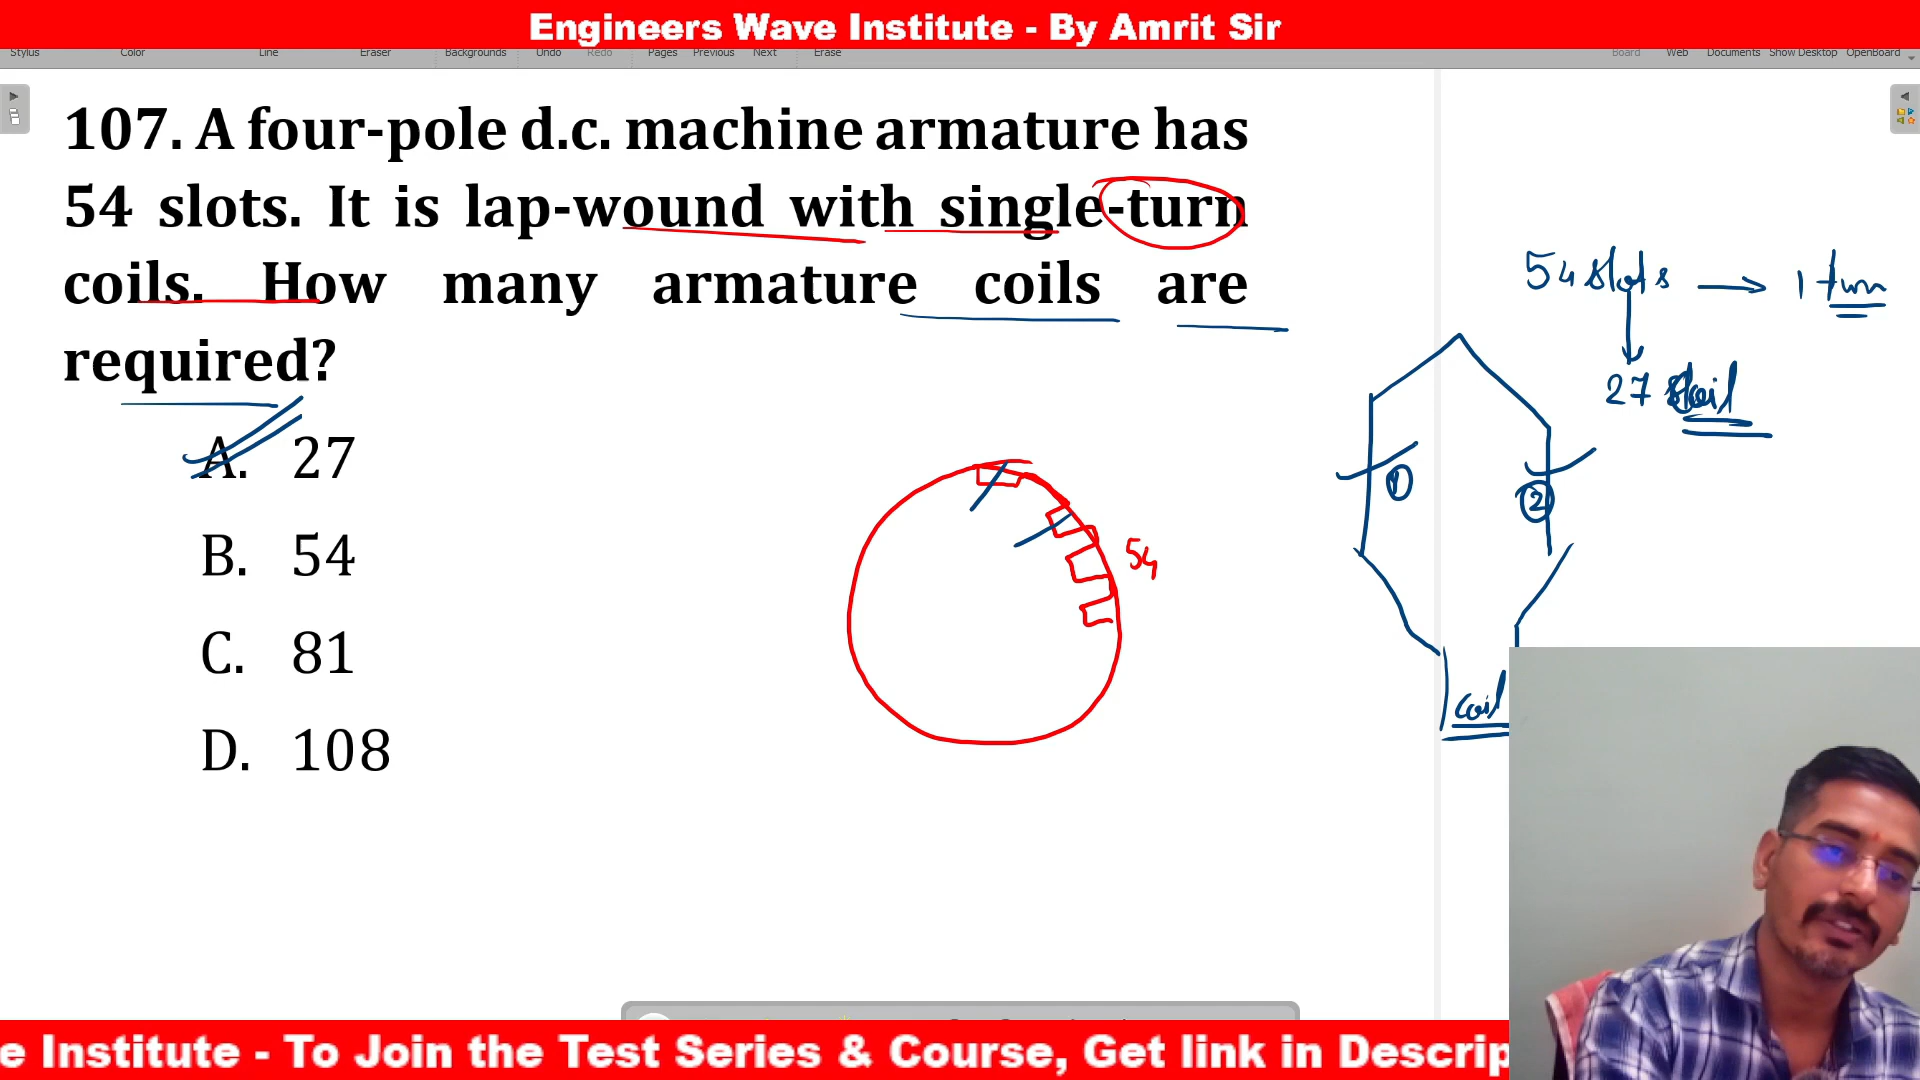 Engineers Wave Institute - By Amrit Sir
Stylus Color Line Eraser Backgrounds Undo Redo Pages Previous Next Erase Board Web Documents Show Desktop OpenBoard
107. A four-pole d.c. machine armature has
54 slots. It is lap-wound with single-turn
coils. How many armature coils are
required?
A. 27
B. 54
C. 81
D. 108
54
54 slots → 1 turn
27 coil
1
2
coil
e Institute - To Join the Test Series & Course, Get link in Descrip